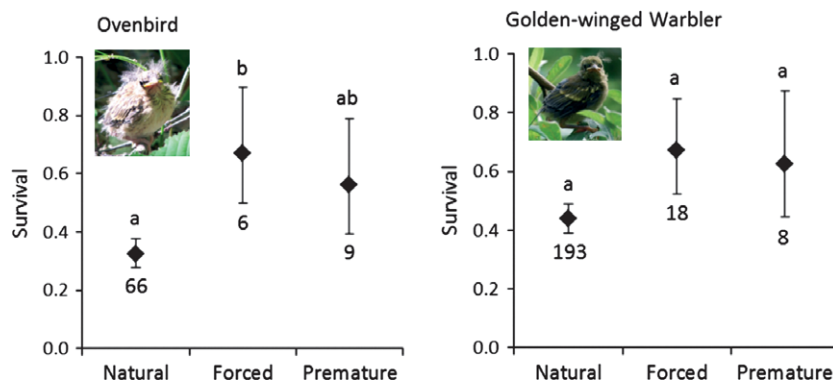 Ovenbird
Survival
1.0
0.8
0.6
0.4
0.2
0.0
a
b
ab
66
6
9
Natural Forced Premature
Golden-winged Warbler
Survival
1.0
0.8
0.6
0.4
0.2
0.0
a
a
a
193
18
8
Natural Forced Premature